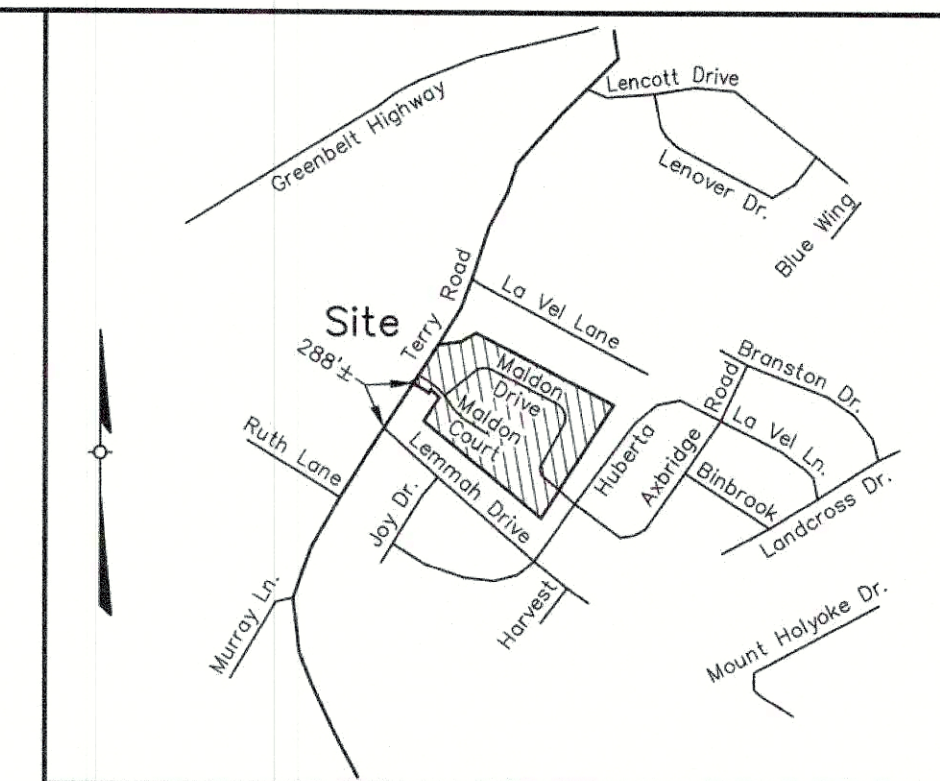 Lencott Drive
Greenbelt Highway
Lenover Dr.
Blue Wing
Terry Road
La Vel Lane
Site
288'±
Maldon
Drive
Maldon
Court
Branston Dr.
Road
La Vel Ln.
Ruth Lane
Lemmah Drive
Huberta
Axbridge
Binbrook
Landcross Dr.
Joy Dr.
Harvest
Murray Ln.
Mount Holyoke Dr.